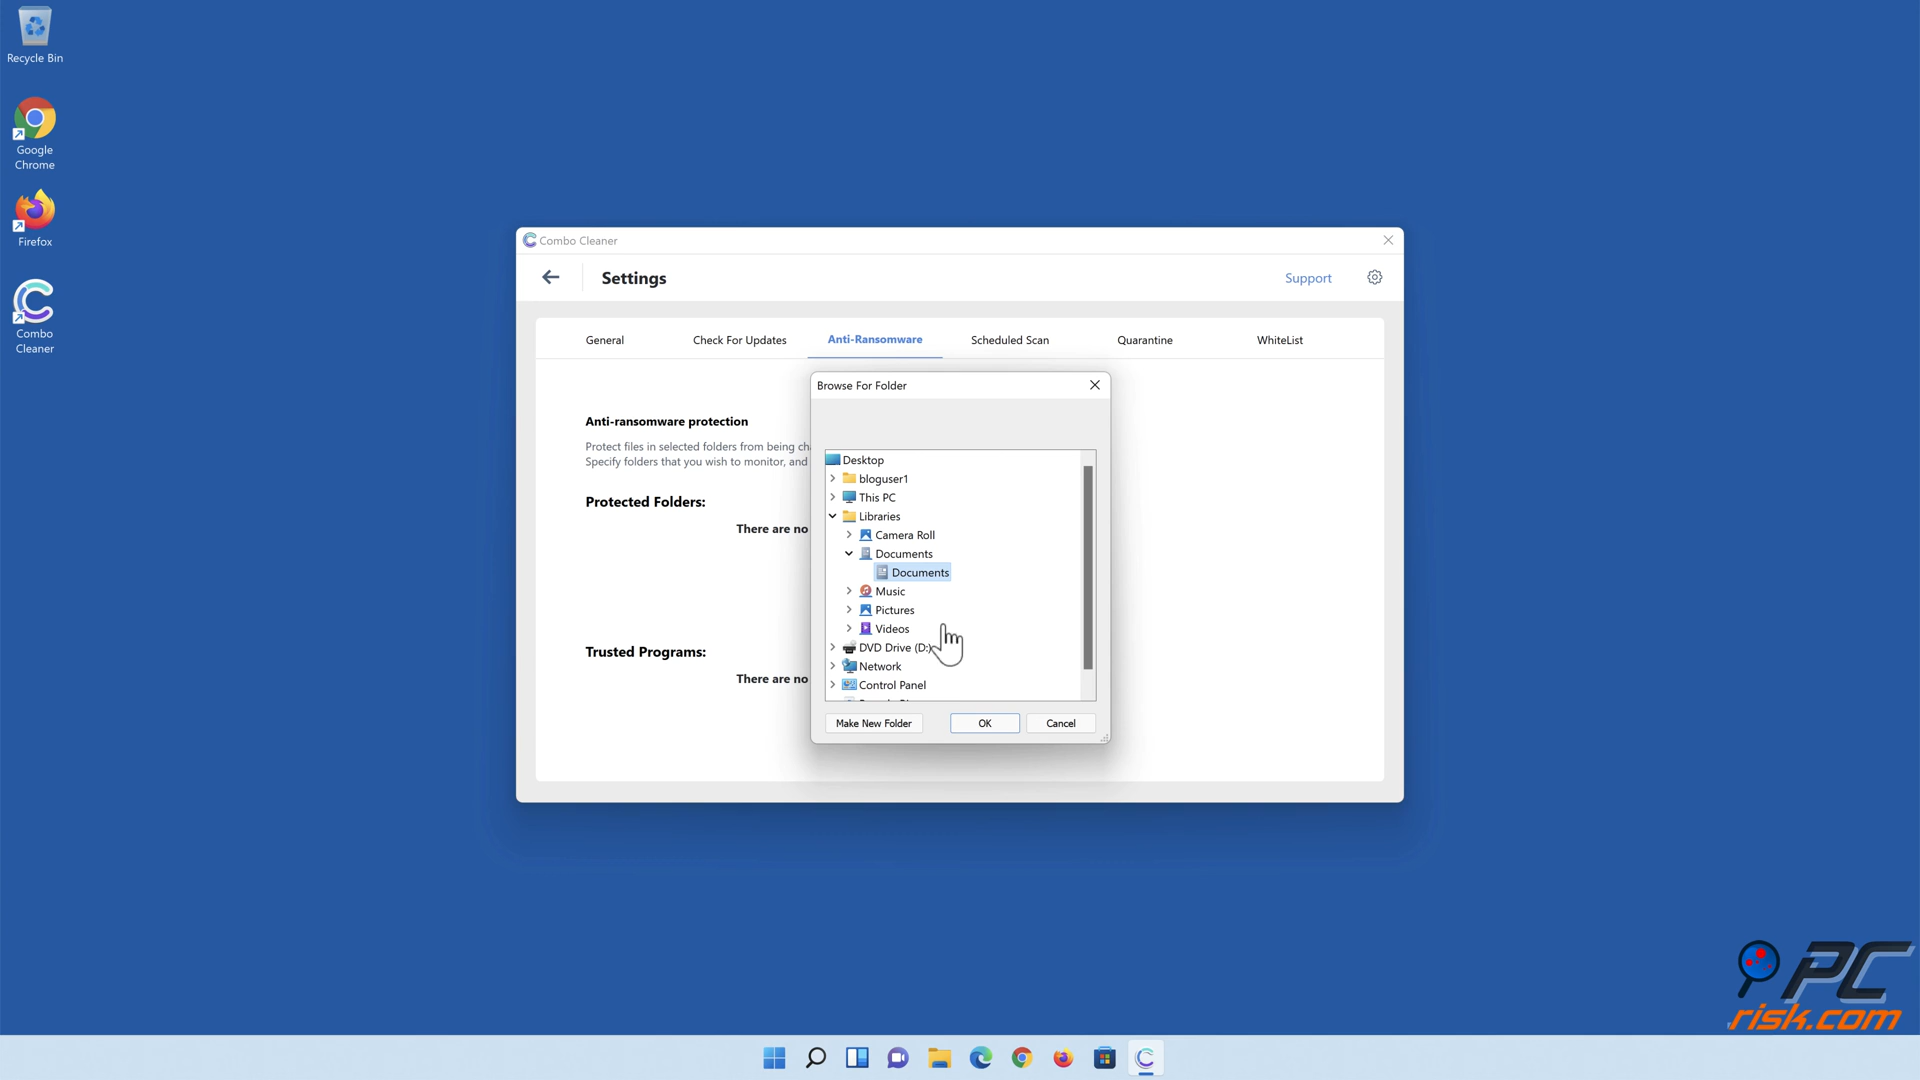 Recycle Bin
Google
Chrome
Firefox
Combo
Cleaner
Combo Cleaner
Settings
Support
General
Check For Updates
Anti-Ransomware
Scheduled Scan
Quarantine
WhiteList
Anti-ransomware protection
Protect files in selected folders from being
Specify folders that you wish to monitor, and
Protected Folders:
There are no
Trusted Programs:
There are no
Browse For Folder
Desktop
bloguser1
This PC
Libraries
Camera Roll
Documents
Documents
Music
Pictures
Videos
DVD Drive (D:)
Network
Control Panel
Make New Folder
OK
Cancel
PC
risk.com